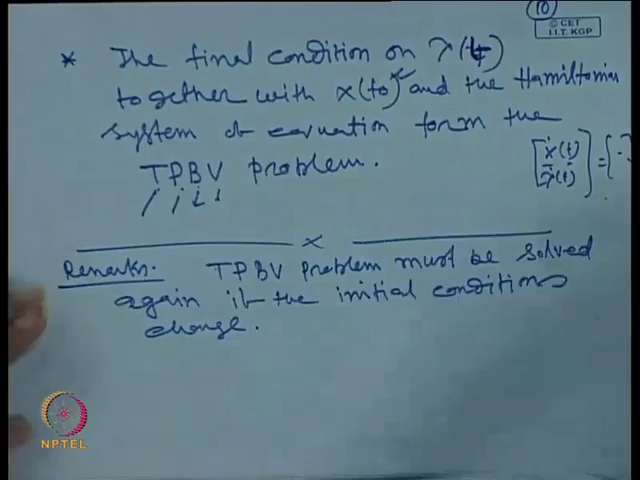 10
© CET
I.I.T. KGP
* The final condition on λ(tf)
together with x(t0) and the Hamiltonian
system of equation form the
TPBV problem.
[ẋ(t) λ̇(t)] = [-
×
Remarks: TPBV problem must be solved
again if the initial conditions
change.
NPTEL